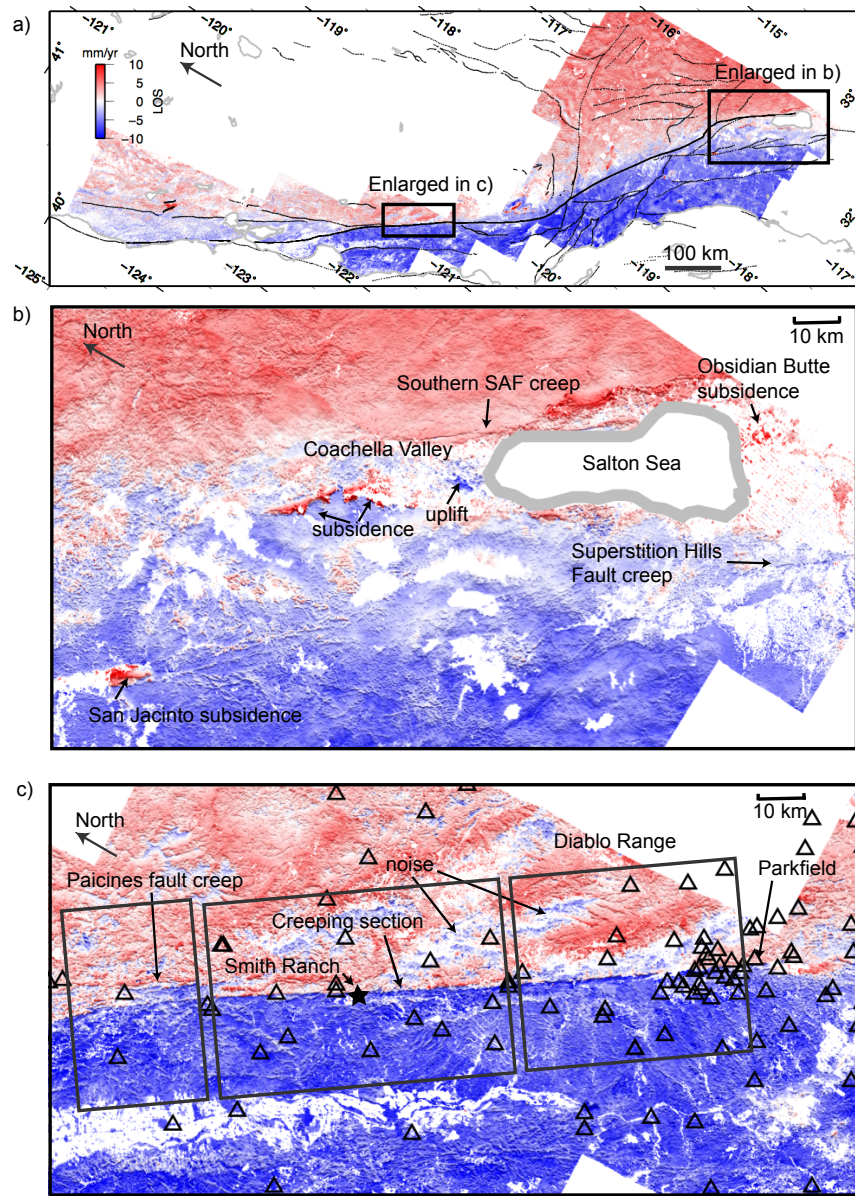 a)
−121°
−120°
−119°
−118°
−117°
−116°
−115°
41°
North
mm/yr
10
5
0
−5
−10
LOS
Enlarged in b)
33°
Enlarged in c)
40°
32°
100 km
−125°
−124°
−123°
−122°
−121°
−120°
−119°
−118°
−117°
b)
North
10 km
Southern SAF creep
Obsidian Butte
subsidence
Coachella Valley
Salton Sea
subsidence
uplift
Superstition Hills
Fault creep
San Jacinto subsidence
c)
North
10 km
Diablo Range
noise
Parkfield
Paicines fault creep
Creeping section
Smith Ranch